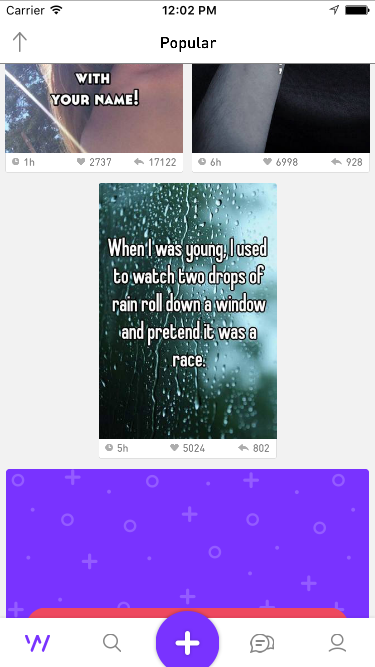 Carrier 12:02 PM
Popular
WITH
YOUR NAME!
1h 2737 17122
6h 6998 928
When I was young, I used
to watch two drops of
rain roll down a window
and pretend it was a
race.
5h 5024 802